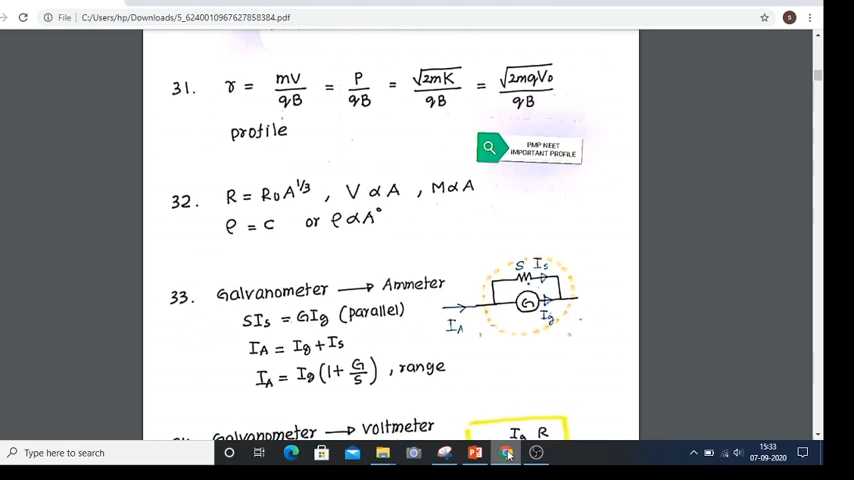 File | C:/Users/hp/Downloads/5_6240010967627858384.pdf
31. r = mV/qB = P/qB = √2mK/qB = √2mqV₀/qB
profile
PMP NEET
IMPORTANT PROFILE
32. R = R₀A^1/3 , V ∝ A , M ∝ A
ρ = C or ρ ∝ A°
33. Galvanometer → Ammeter
S Is
SIs = GIg (parallel)
G
IA
Ig
IA = Ig + Is
IA = Ig (1 + G/S) , range
Galvanometer → voltmeter
Ig R
Type here to search
15:33
07-09-2020